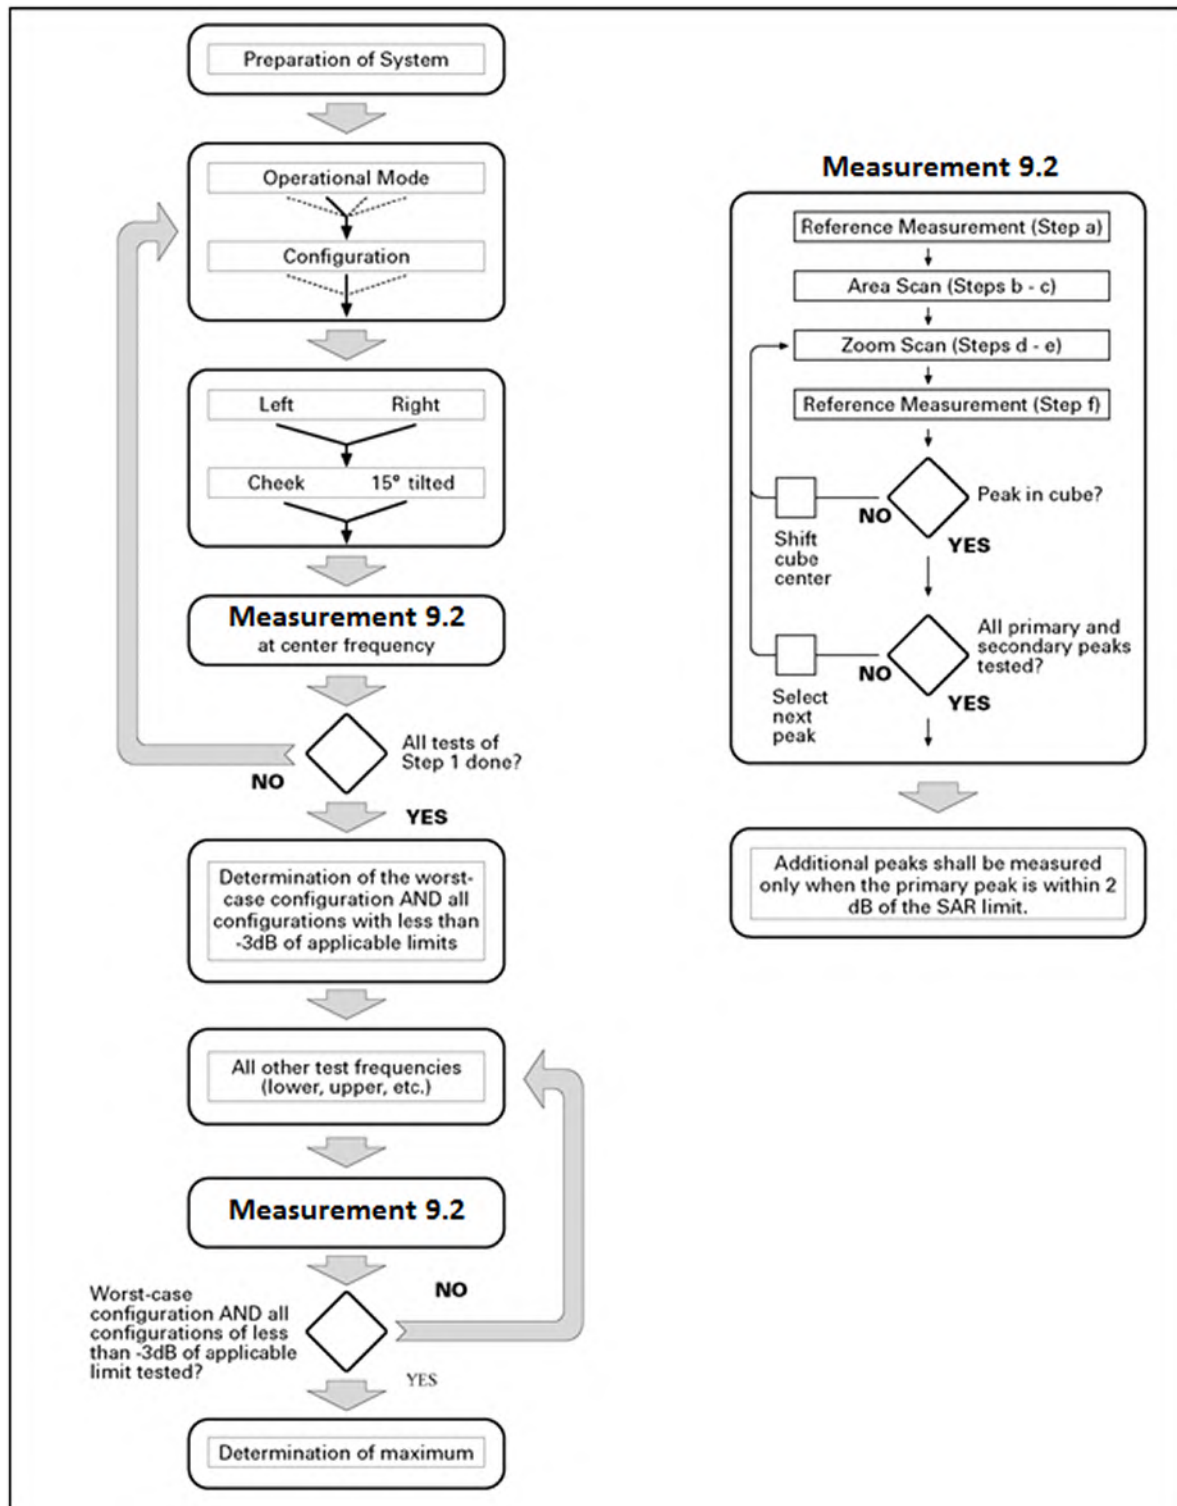 Preparation of System
Operational Mode
Configuration
Left Right
Cheek 15° tilted
Measurement 9.2
at center frequency
All tests of
Step 1 done?
NO
YES
Determination of the worst-
case configuration AND all
configurations with less than
-3dB of applicable limits
All other test frequencies
(lower, upper, etc.)
Measurement 9.2
NO
Worst-case
configuration AND all
configurations of less
than -3dB of applicable
limit tested?
YES
Determination of maximum
Measurement 9.2
Reference Measurement (Step a)
Area Scan (Steps b - c)
Zoom Scan (Steps d - e)
Reference Measurement (Step f)
Peak in cube?
NO
Shift
cube
center
YES
All primary and
secondary peaks
tested?
NO
Select
next
peak
YES
Additional peaks shall be measured
only when the primary peak is within 2
dB of the SAR limit.